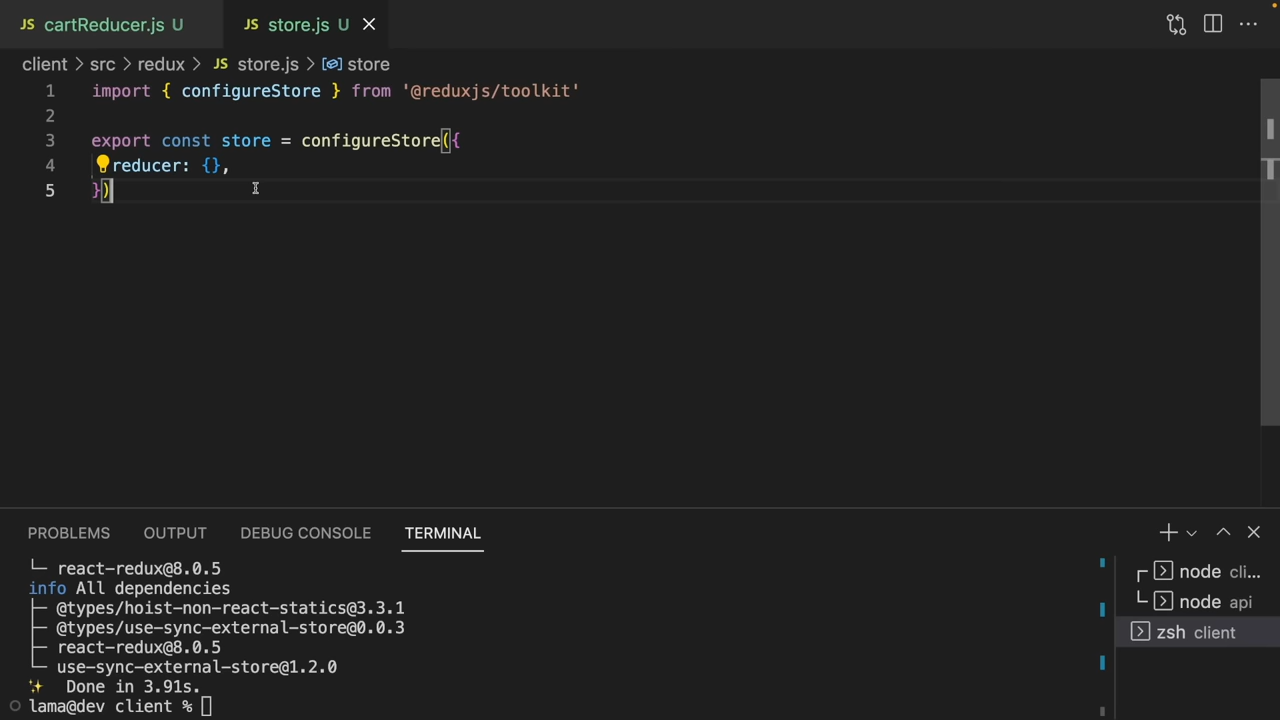 JS cartReducer.js U JS store.js U
client > src > redux > JS store.js > store
1 import { configureStore } from '@reduxjs/toolkit'
2
3 export const store = configureStore({
4 reducer: {},
5 })
PROBLEMS OUTPUT DEBUG CONSOLE TERMINAL
└─ react-redux@8.0.5
info All dependencies
├─ @types/hoist-non-react-statics@3.3.1
├─ @types/use-sync-external-store@0.0.3
├─ react-redux@8.0.5
└─ use-sync-external-store@1.2.0
✨ Done in 3.91s.
lama@dev client %
node cli...
node api
zsh client